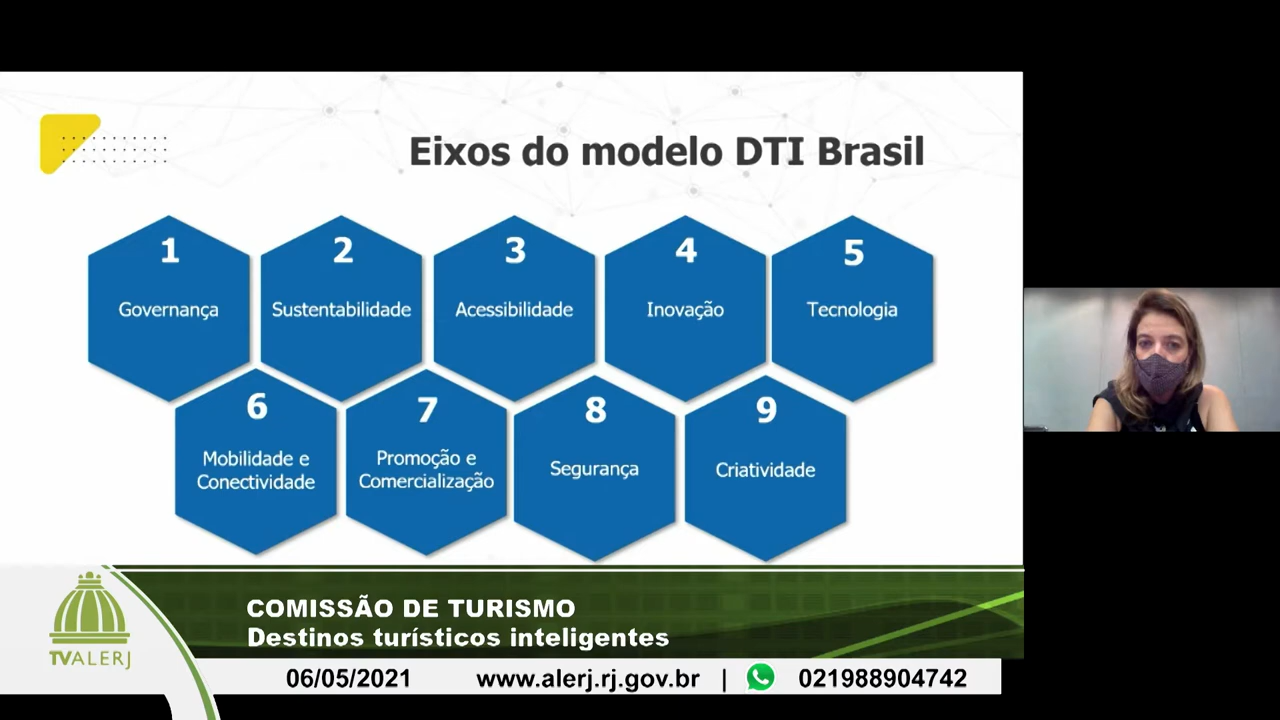 Eixos do modelo DTI Brasil
1
Governança
2
Sustentabilidade
3
Acessibilidade
4
Inovação
5
Tecnologia
6
Mobilidade e
Conectividade
7
Promoção e
Comercialização
8
Segurança
9
Criatividade
COMISSÃO DE TURISMO
Destinos turísticos inteligentes
TVALERJ
06/05/2021 www.alerj.rj.gov.br | 021988904742